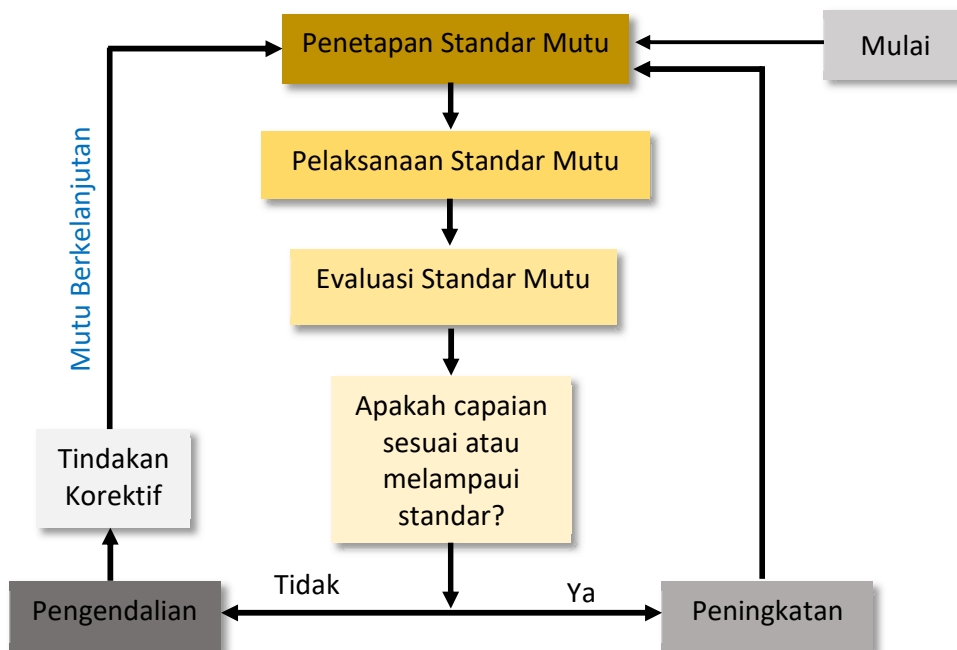 Penetapan Standar Mutu
Mulai
Pelaksanaan Standar Mutu
Mutu Berkelanjutan
Evaluasi Standar Mutu
Apakah capaian
sesuai atau
melampaui
standar?
Tindakan
Korektif
Tidak
Ya
Pengendalian
Peningkatan